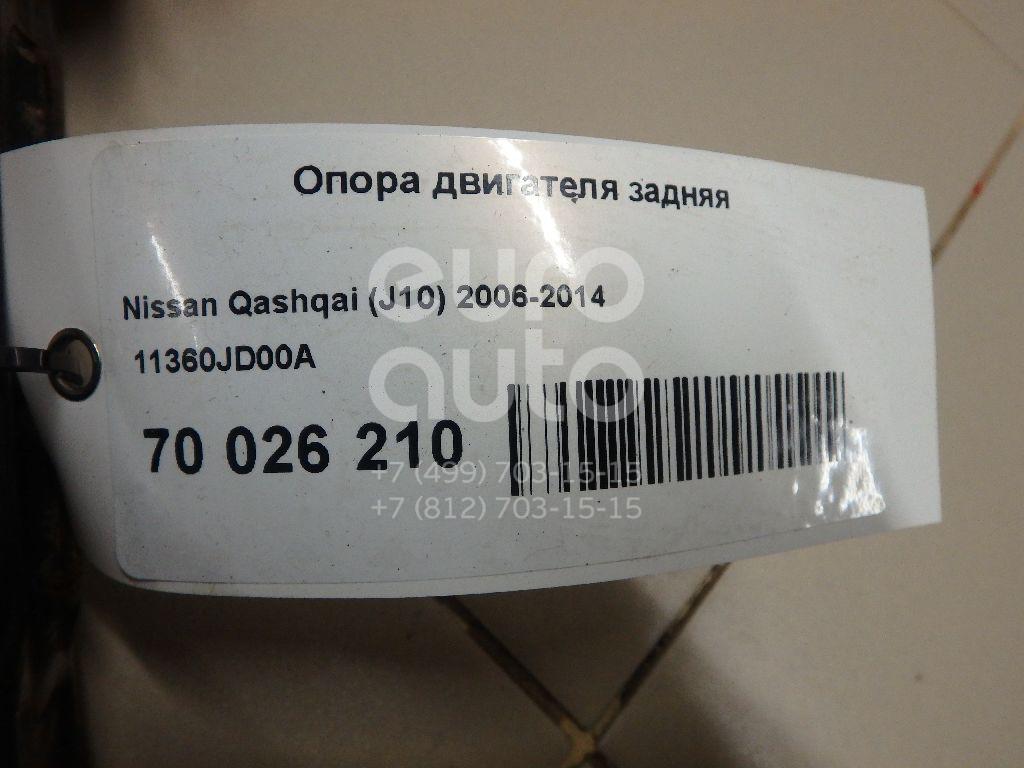 Опора двигателя задняя
Nissan Qashqai (J10) 2006-2014
11360JD00A
70 026 210
euro
auto
+7 (499) 703-15-15
+7 (812) 703-15-15